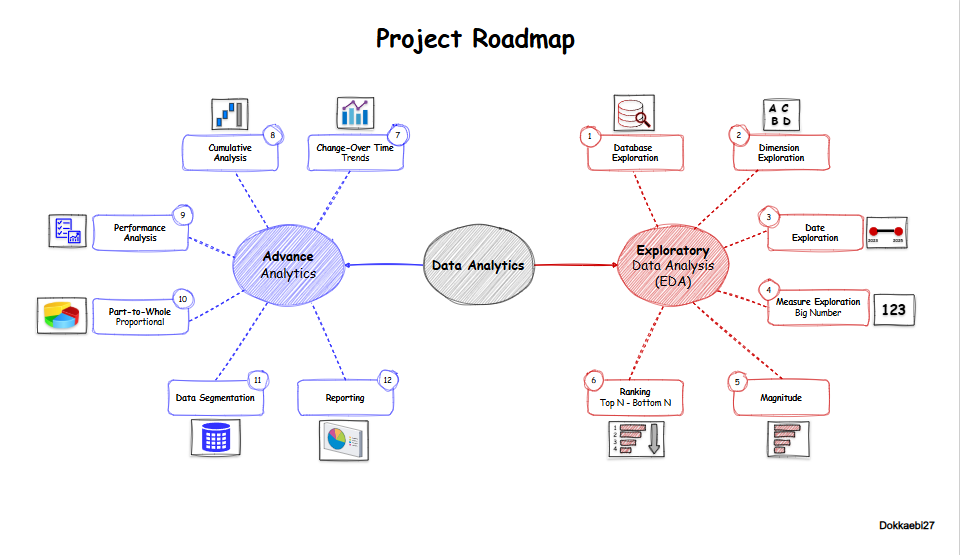 Project Roadmap
8
Cumulative
Analysis
7
Change-Over Time
Trends
1
Database
Exploration
A C
B D
2
Dimension
Exploration
9
Performance
Analysis
3
Date
Exploration
2023 2025
Advance
Analytics
Data Analytics
Exploratory
Data Analysis
(EDA)
10
Part-to-Whole
Proportional
4
Measure Exploration
Big Number
123
11
Data Segmentation
12
Reporting
6
Ranking
Top N - Bottom N
5
Magnitude
1
2
3
4
Dokkaebi27